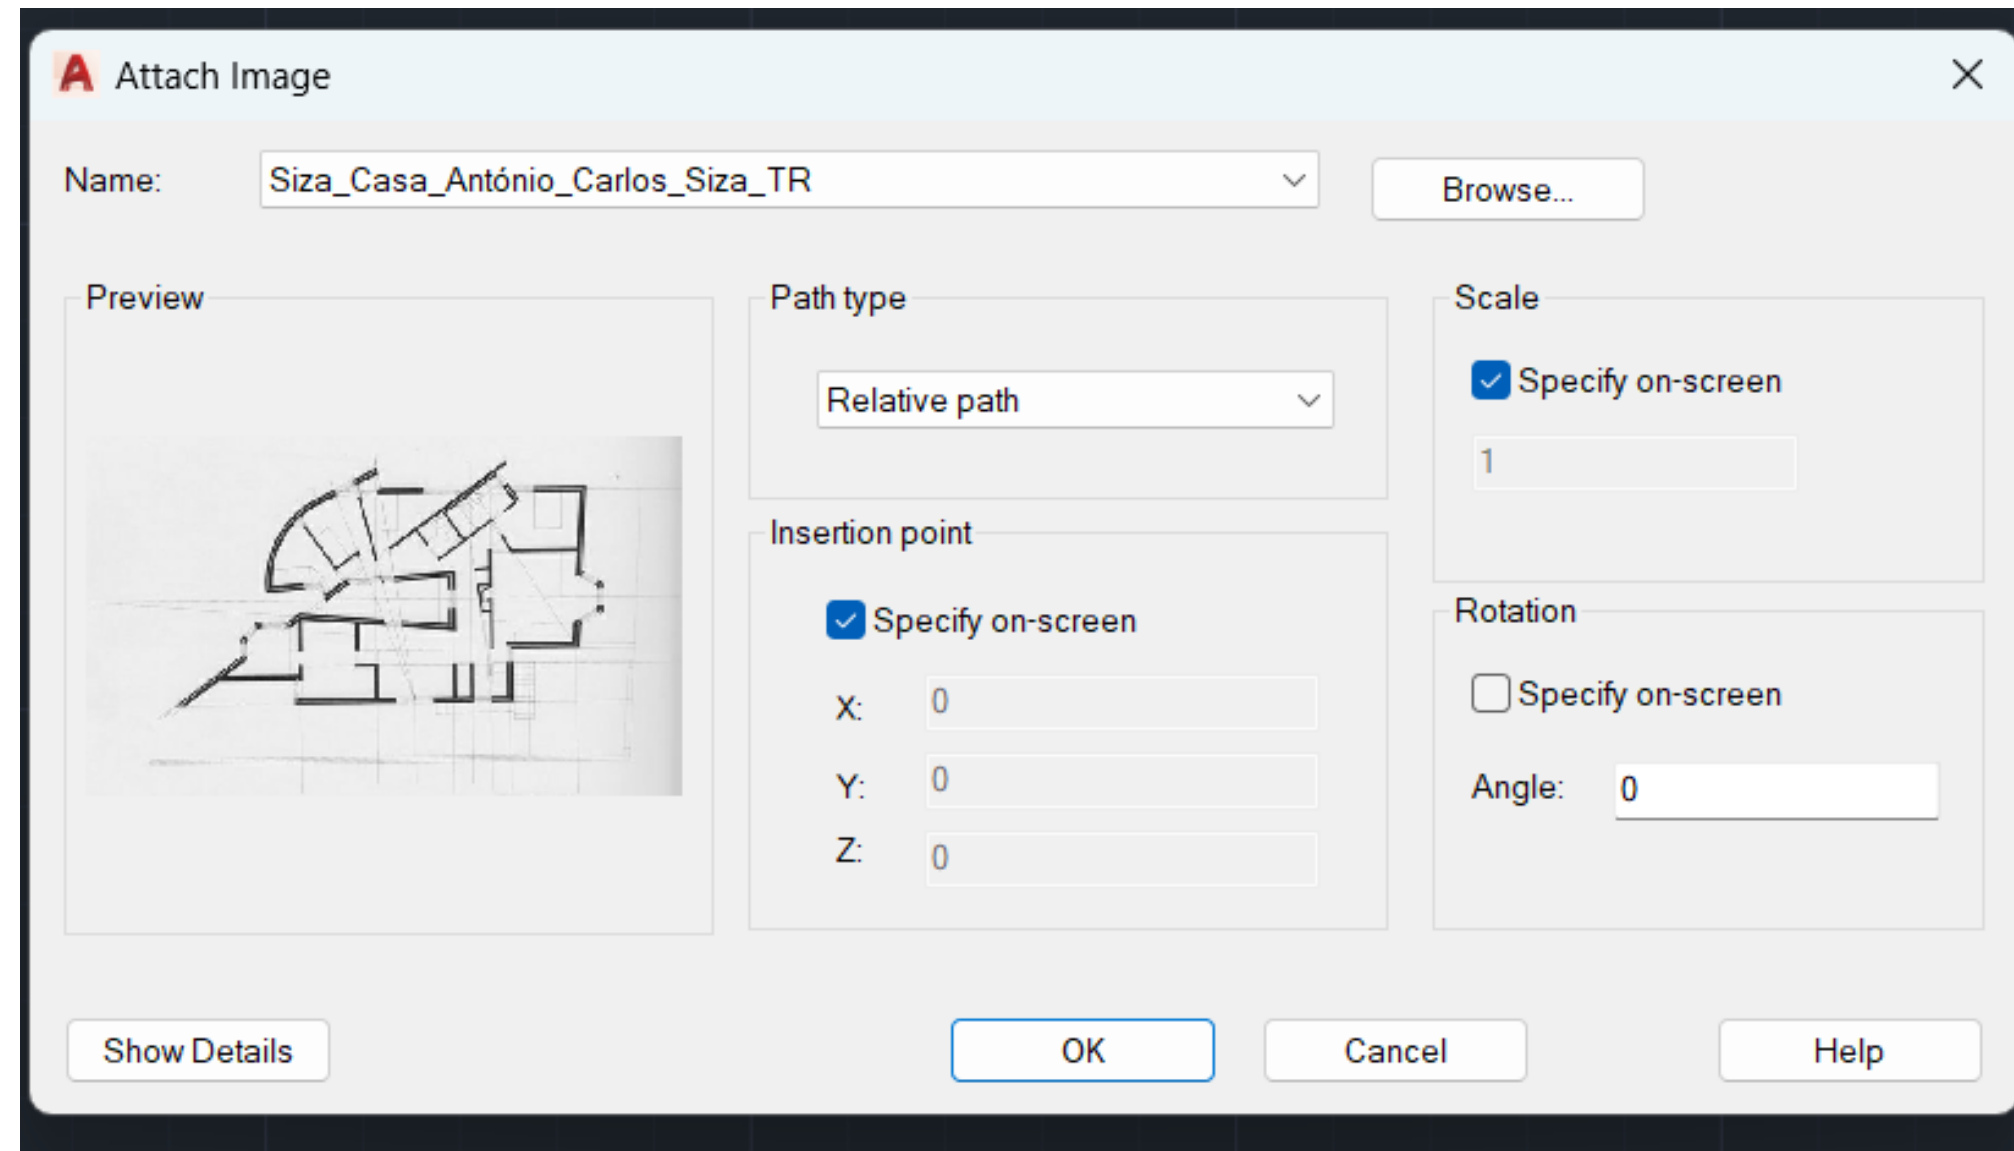 Attach Image
Name:
Siza_Casa_António_Carlos_Siza_TR
Browse...
Preview
Path type
Relative path
Insertion point
Specify on-screen
X:
0
Y:
0
Z:
0
Scale
Specify on-screen
1
Rotation
Specify on-screen
Angle:
0
Show Details
OK
Cancel
Help